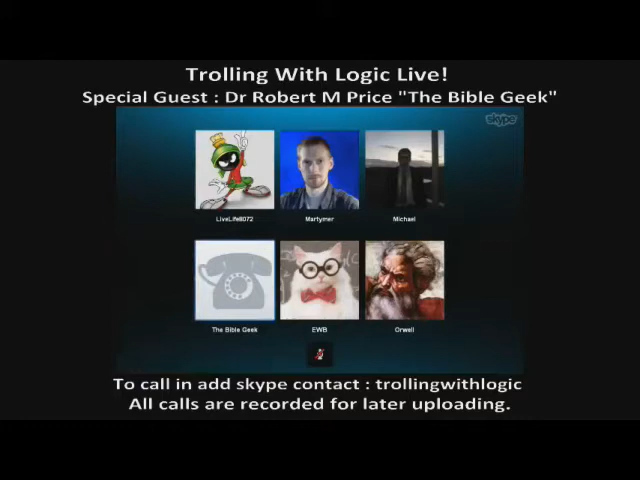 Trolling With Logic Live!
Special Guest : Dr Robert M Price "The Bible Geek"
skype
LiveLife8072 Martymer Michael
The Bible Geek EWB Orwell
To call in add skype contact : trollingwithlogic
All calls are recorded for later uploading.